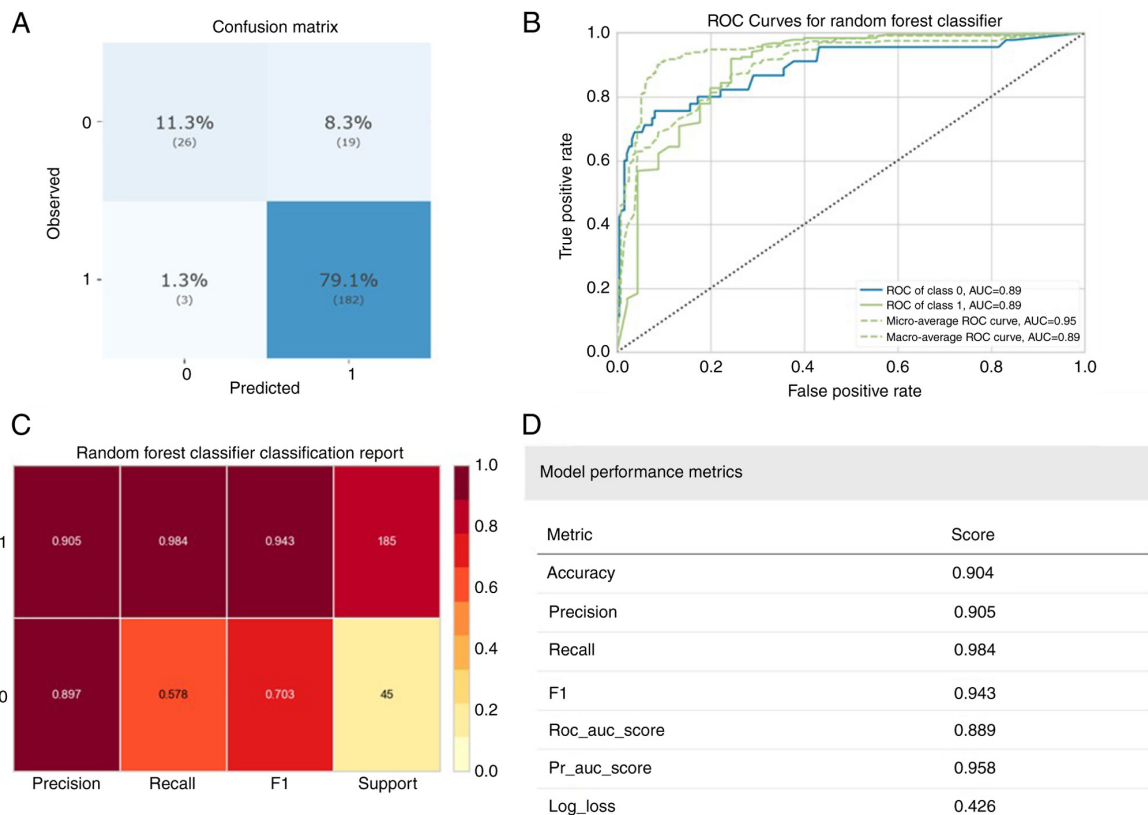 A
Confusion matrix
0
11.3%
(26)
8.3%
(19)
Observed
1
1.3%
(3)
79.1%
(182)
0
1
Predicted
B
ROC Curves for random forest classifier
1.0
0.8
0.6
0.4
0.2
0.0
True positive rate
ROC of class 0, AUC=0.89
ROC of class 1, AUC=0.89
Micro-average ROC curve, AUC=0.95
Macro-average ROC curve, AUC=0.89
0.0
0.2
0.4
0.6
0.8
1.0
False positive rate
C
Random forest classifier classification report
1
0.905
0.984
0.943
185
0
0.897
0.578
0.703
45
Precision
Recall
F1
Support
1.0
0.8
0.6
0.4
0.2
0.0
D
Model performance metrics
Metric Score
Accuracy 0.904
Precision 0.905
Recall 0.984
F1 0.943
Roc_auc_score 0.889
Pr_auc_score 0.958
Log_loss 0.426